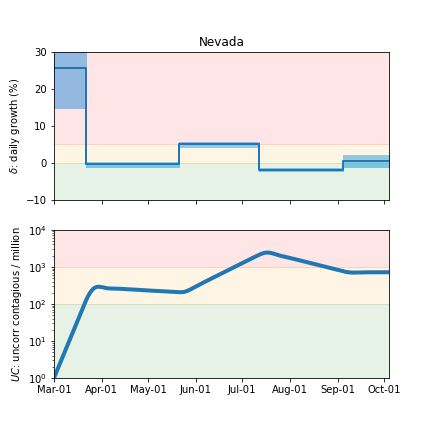 Nevada
δ: daily growth (%)
30
20
10
0
−10
UC: uncorr contagious / million
10⁴
10³
10²
10¹
10⁰
Mar-01 Apr-01 May-01 Jun-01 Jul-01 Aug-01 Sep-01 Oct-01